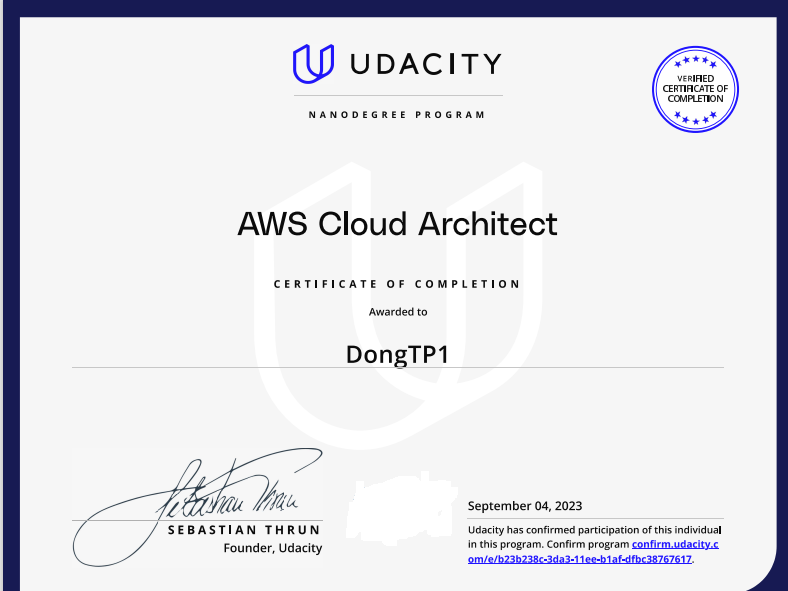 UDACITY
NANODEGREE PROGRAM
VERIFIED
CERTIFICATE OF
COMPLETION
AWS Cloud Architect
CERTIFICATE OF COMPLETION
Awarded to
DongTP1
Sebastian Thrun
SEBASTIAN THRUN
Founder, Udacity
September 04, 2023
Udacity has confirmed participation of this individual
in this program. Confirm program confirm.udacity.c
om/e/b23b238c-3da3-11ee-b1af-dfbc38767617.